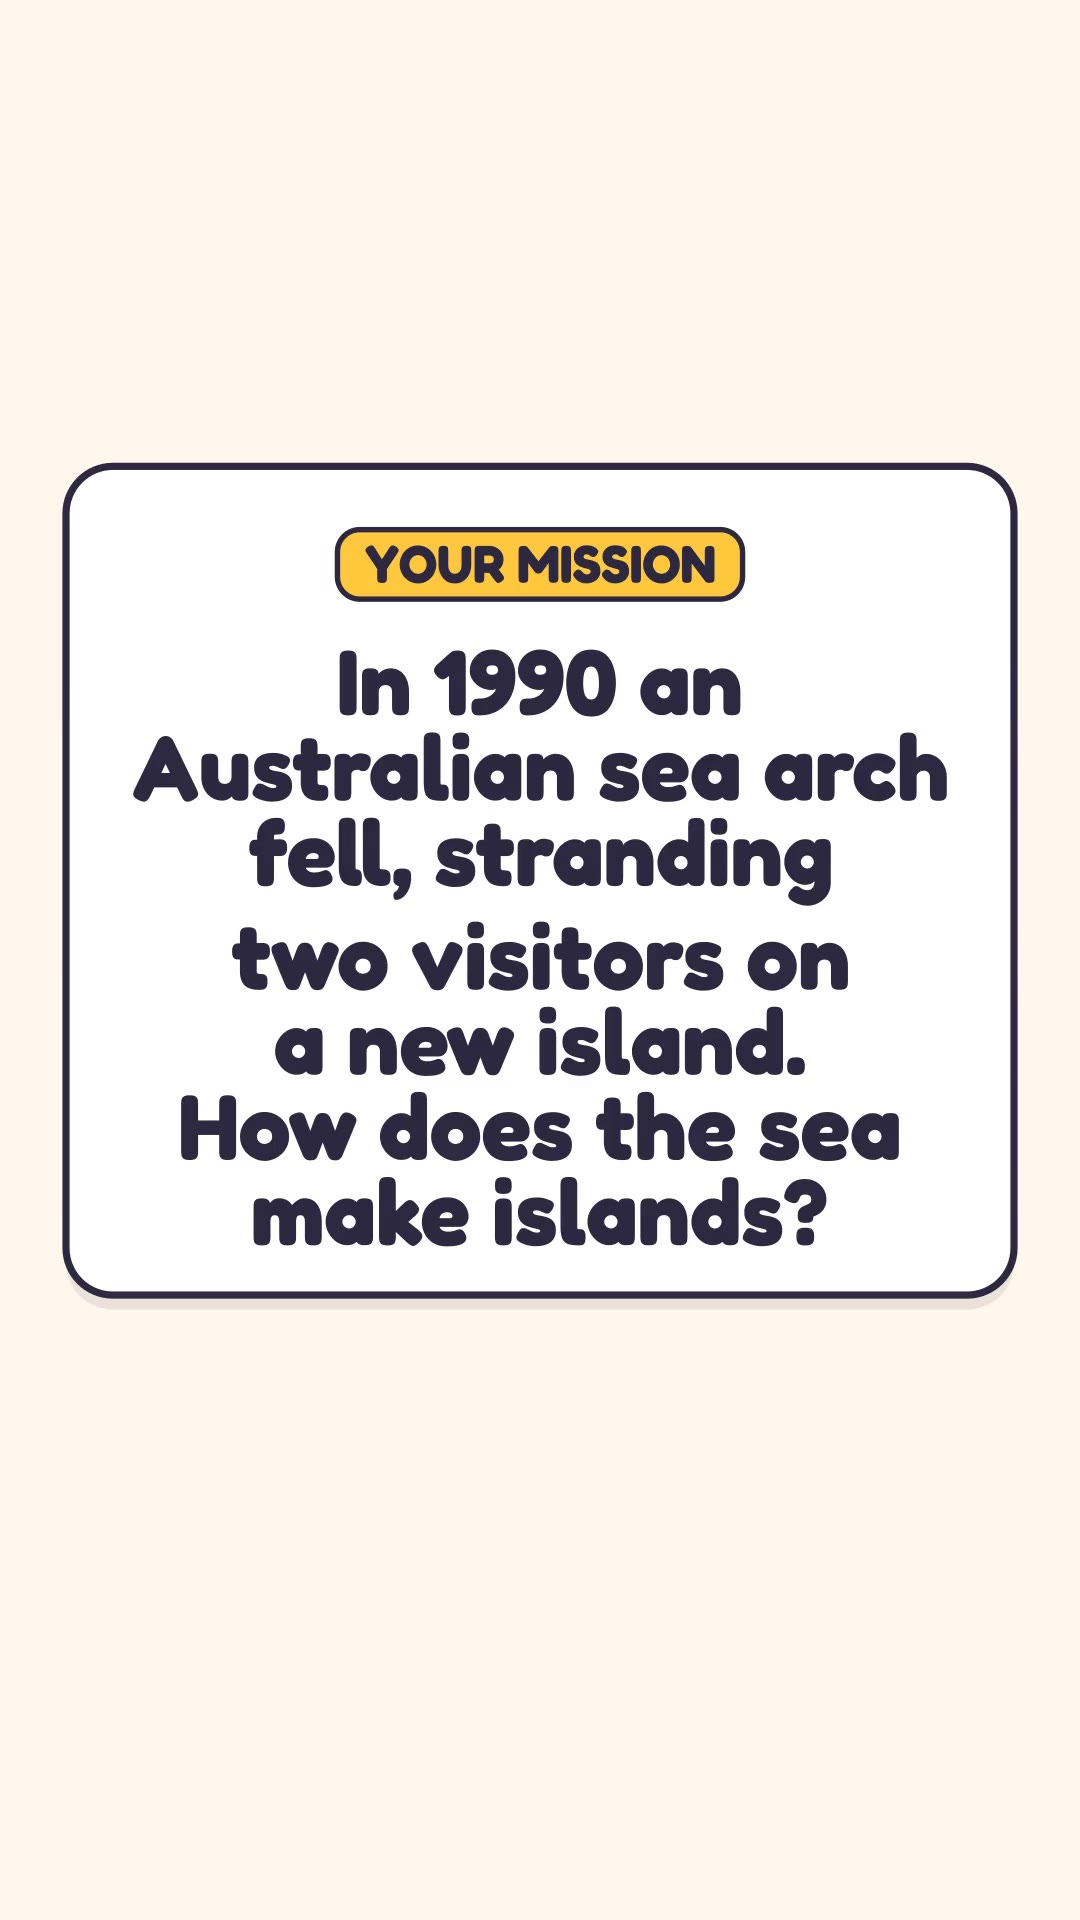 YOUR MISSION
In 1990 an
Australian sea arch
fell, stranding
two visitors on
a new island.
How does the sea
make islands?